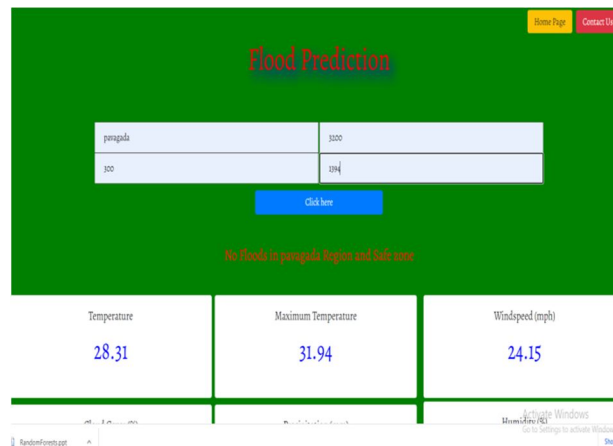 Home Page Contact Us
Flood Prediction
pavagada 3200
300 1394
Click here
No Floods in pavagada Region and Safe zone
Temperature Maximum Temperature Windspeed (mph)
28.31 31.94 24.15
Humidity (%)
Activate Windows
Go to Settings to activate Windows
RandomForests.ppt